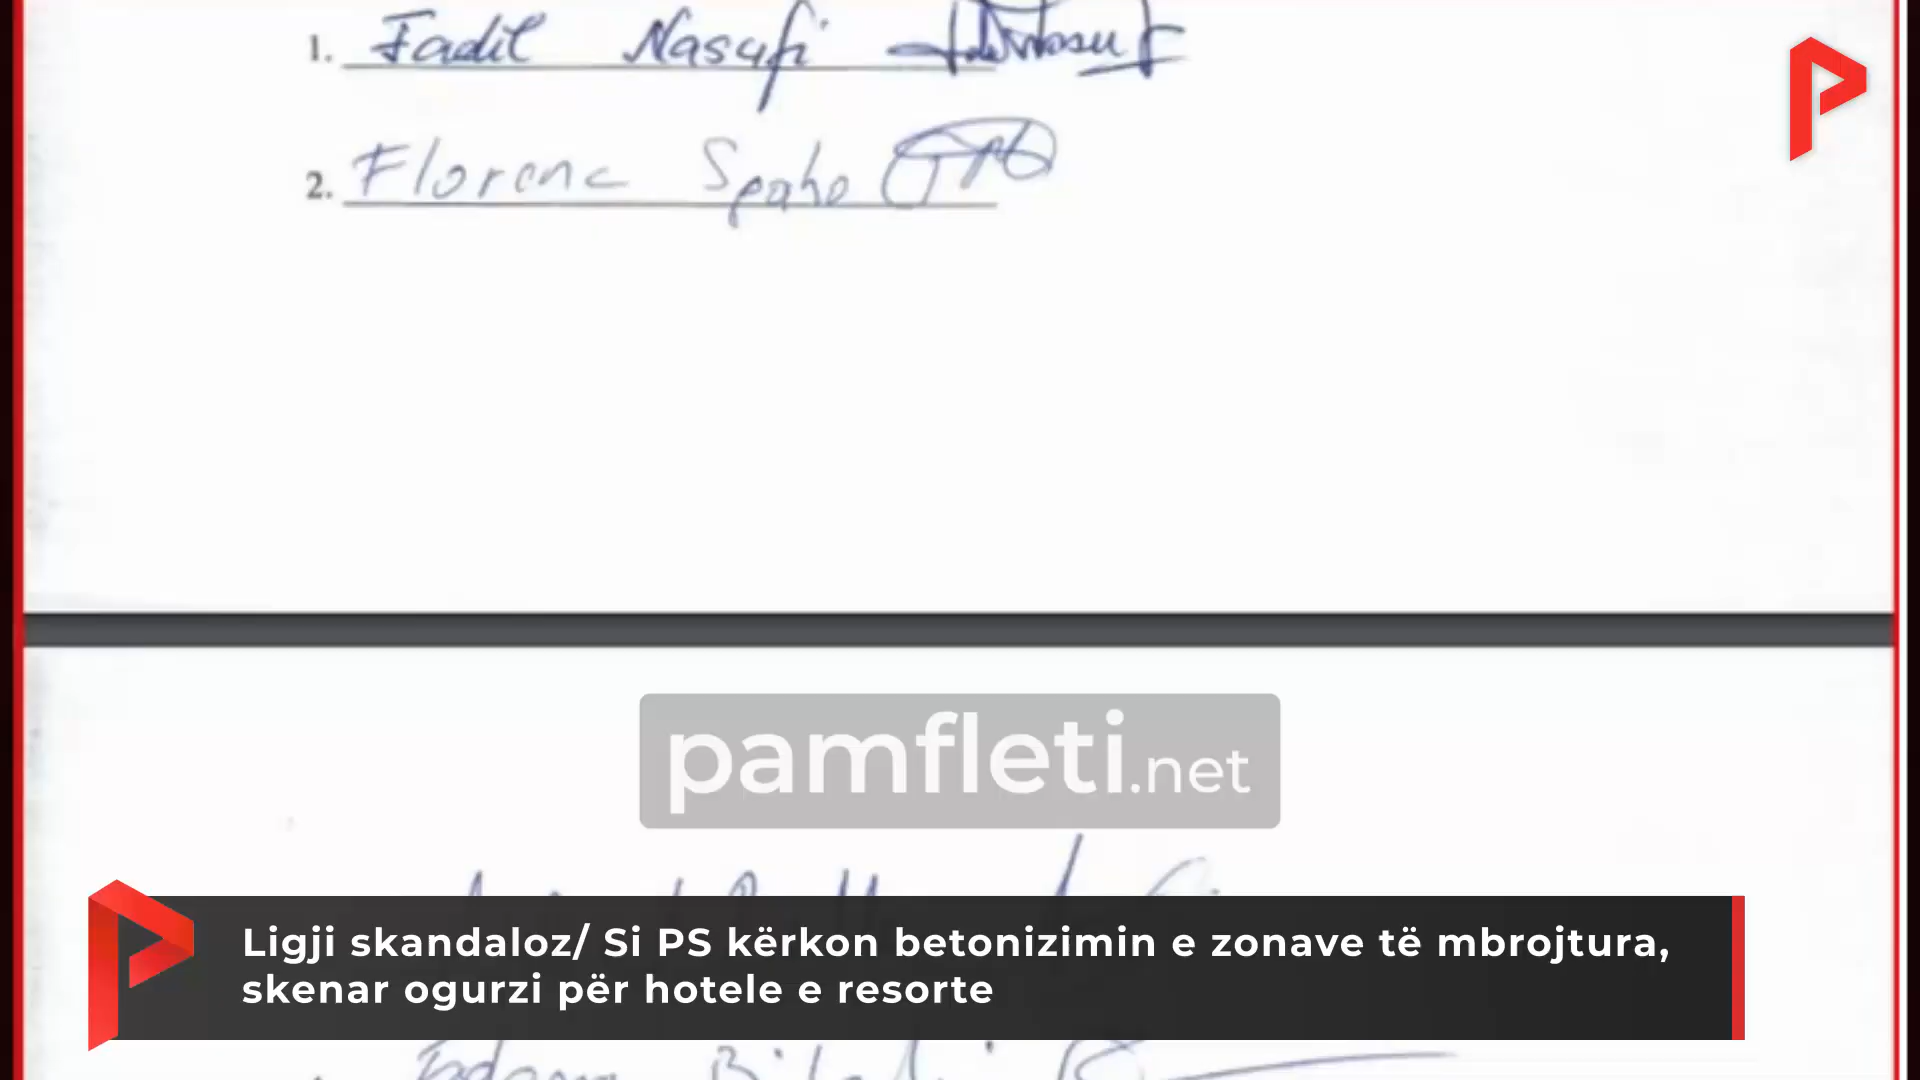 1. Fadil Nasufi
2. Florenc Spaho
pamfleti.net
Ligji skandaloz/ Si PS kërkon betonizimin e zonave të mbrojtura,
skenar ogurzi për hotele e resorte